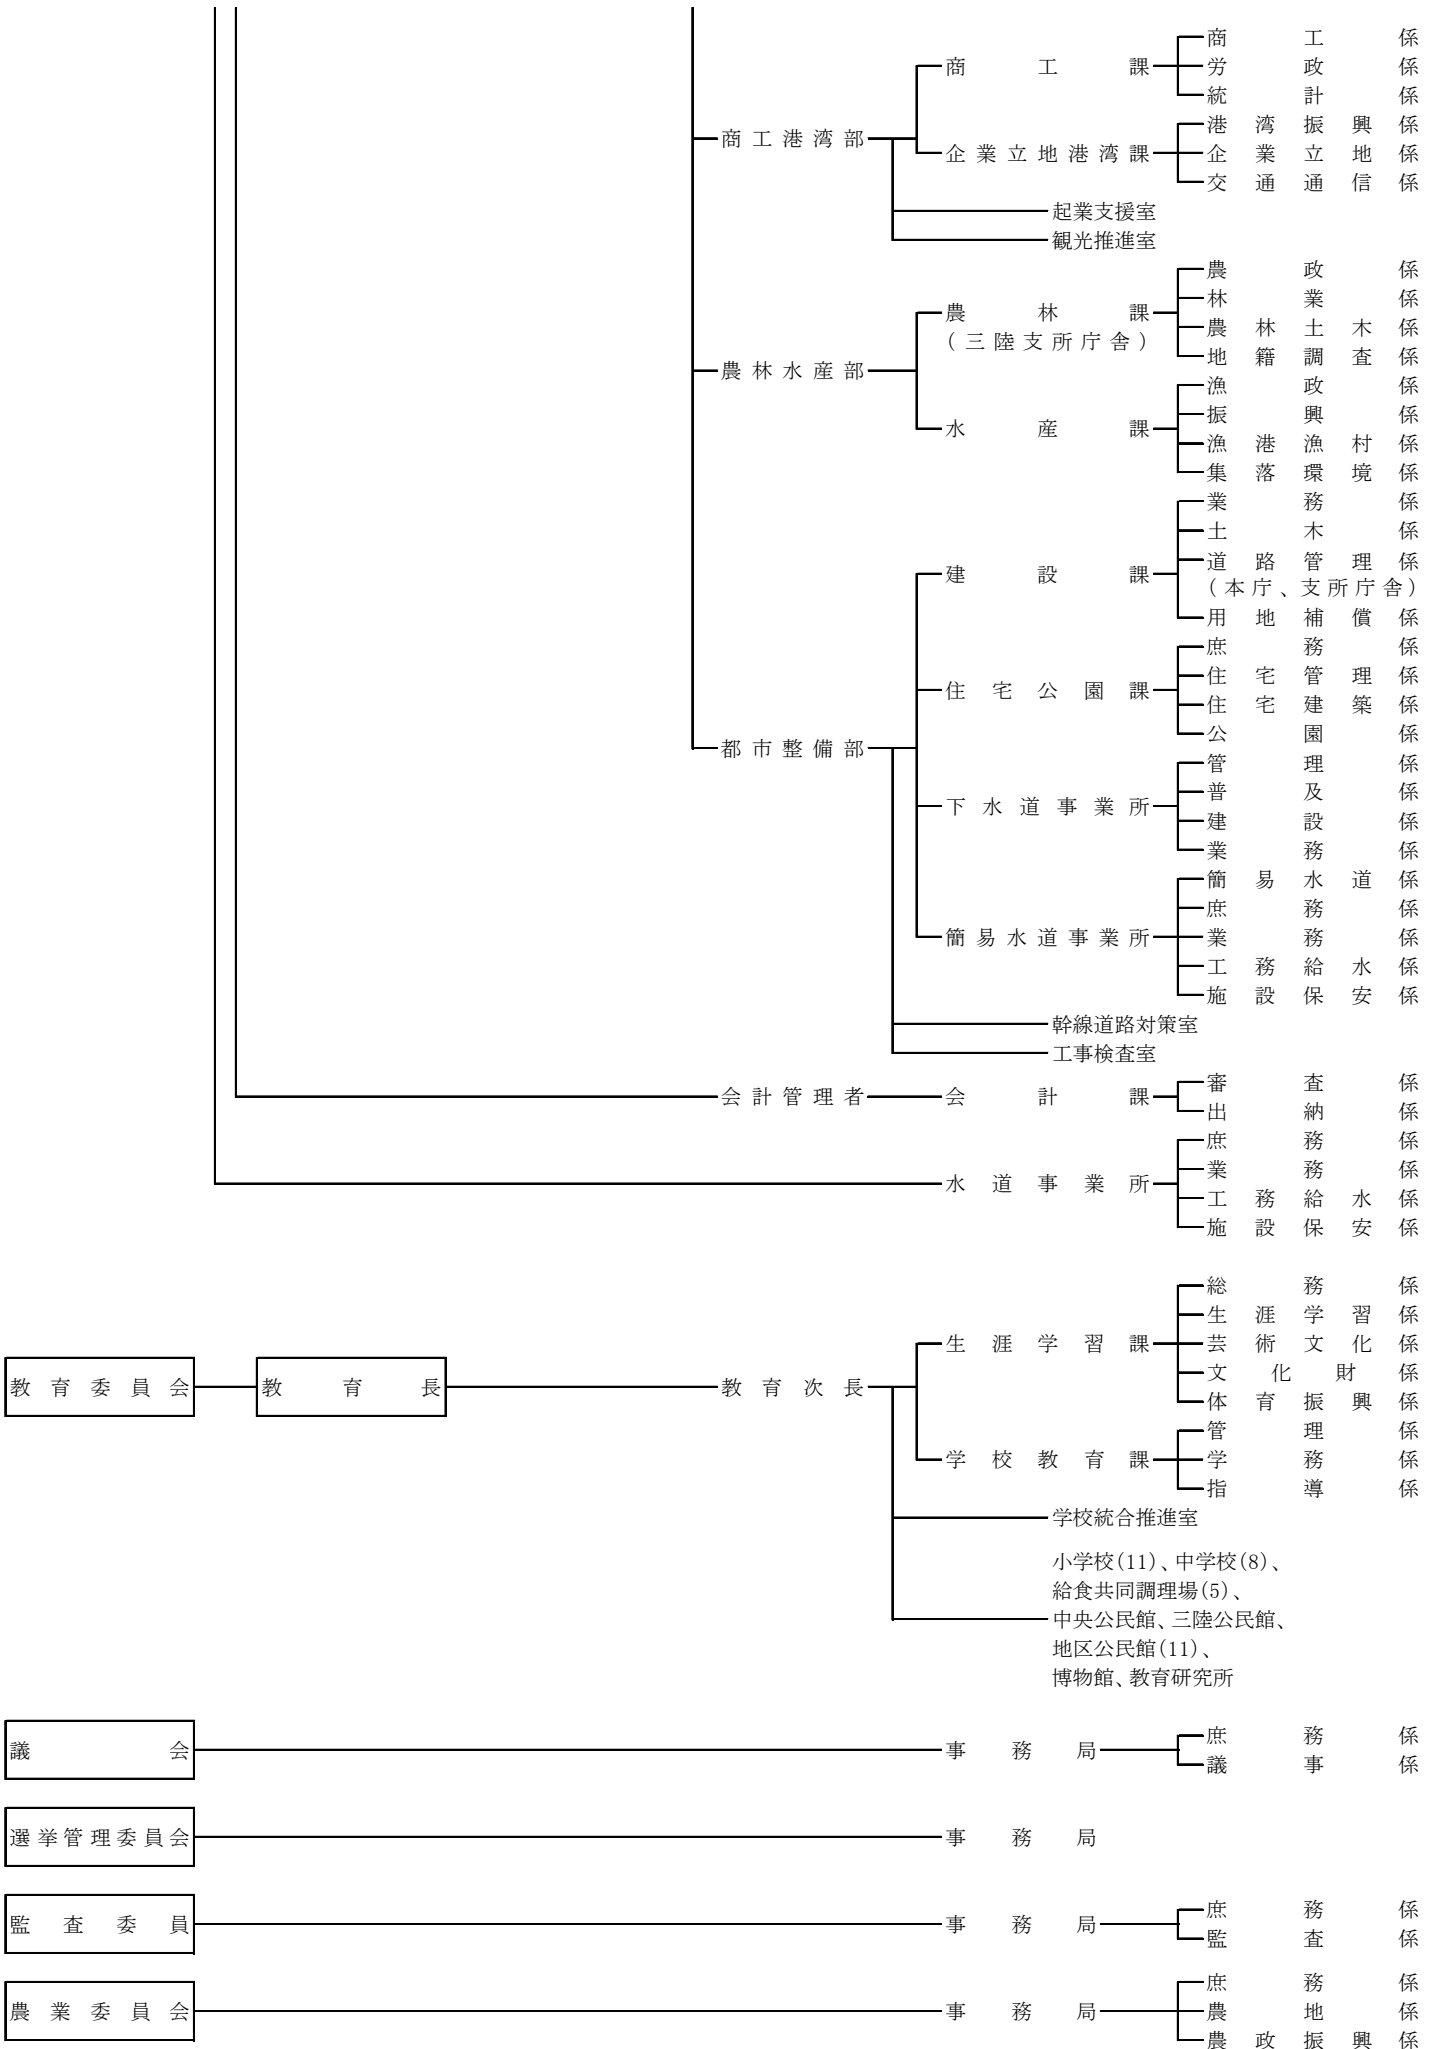 商工係
商工課
労政係
統計係
港湾振興係
商工港湾部
企業立地港湾課
企業立地係
交通通信係
起業支援室
観光推進室
農政係
林業係
農林課
(三陸支所庁舎)
農林土木係
地籍調査係
農林水産部
漁政係
振興係
水産課
漁港漁村係
集落環境係
業務係
土木係
道路管理係
(本庁、支所庁舎)
建設課
用地補償係
庶務係
住宅管理係
住宅公園課
住宅建築係
公園係
都市整備部
管理係
普及係
下水道事業所
建設係
業務係
簡易水道係
庶務係
簡易水道事業所
業務係
工務給水係
施設保安係
幹線道路対策室
工事検査室
会計管理者
会計課
審査係
出納係
庶務係
業務係
水道事業所
工務給水係
施設保安係
総務係
生涯学習係
生涯学習課
芸術文化係
文化財係
体育振興係
教育委員会
教育長
教育次長
管理係
学校教育課
学務係
指導係
学校統合推進室
小学校(11)、中学校(8)、
給食共同調理場(5)、
中央公民館、三陸公民館、
地区公民館(11)、
博物館、教育研究所
議会
事務局
庶務係
議事係
選挙管理委員会
事務局
監査委員
事務局
庶務係
監査係
農業委員会
事務局
庶務係
農地係
農政振興係